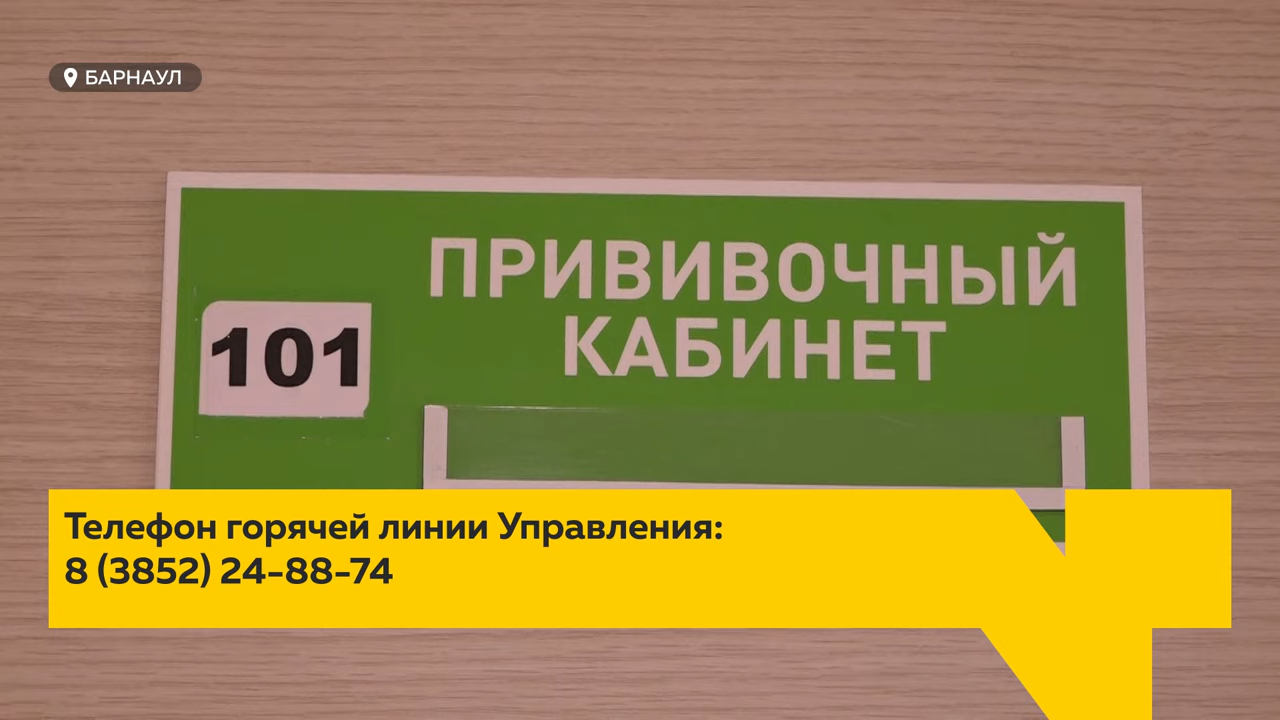 БАРНАУЛ
ПРИВИВОЧНЫЙ
КАБИНЕТ
101
Телефон горячей линии Управления:
8 (3852) 24-88-74